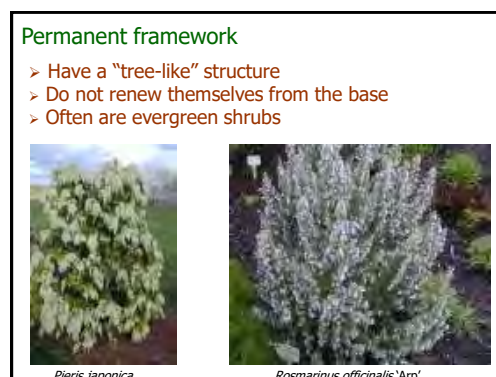 Permanent framework
➢ Have a “tree-like” structure
➢ Do not renew themselves from the base
➢ Often are evergreen shrubs
Pieris japonica
Rosmarinus officinalis ‘Arp’